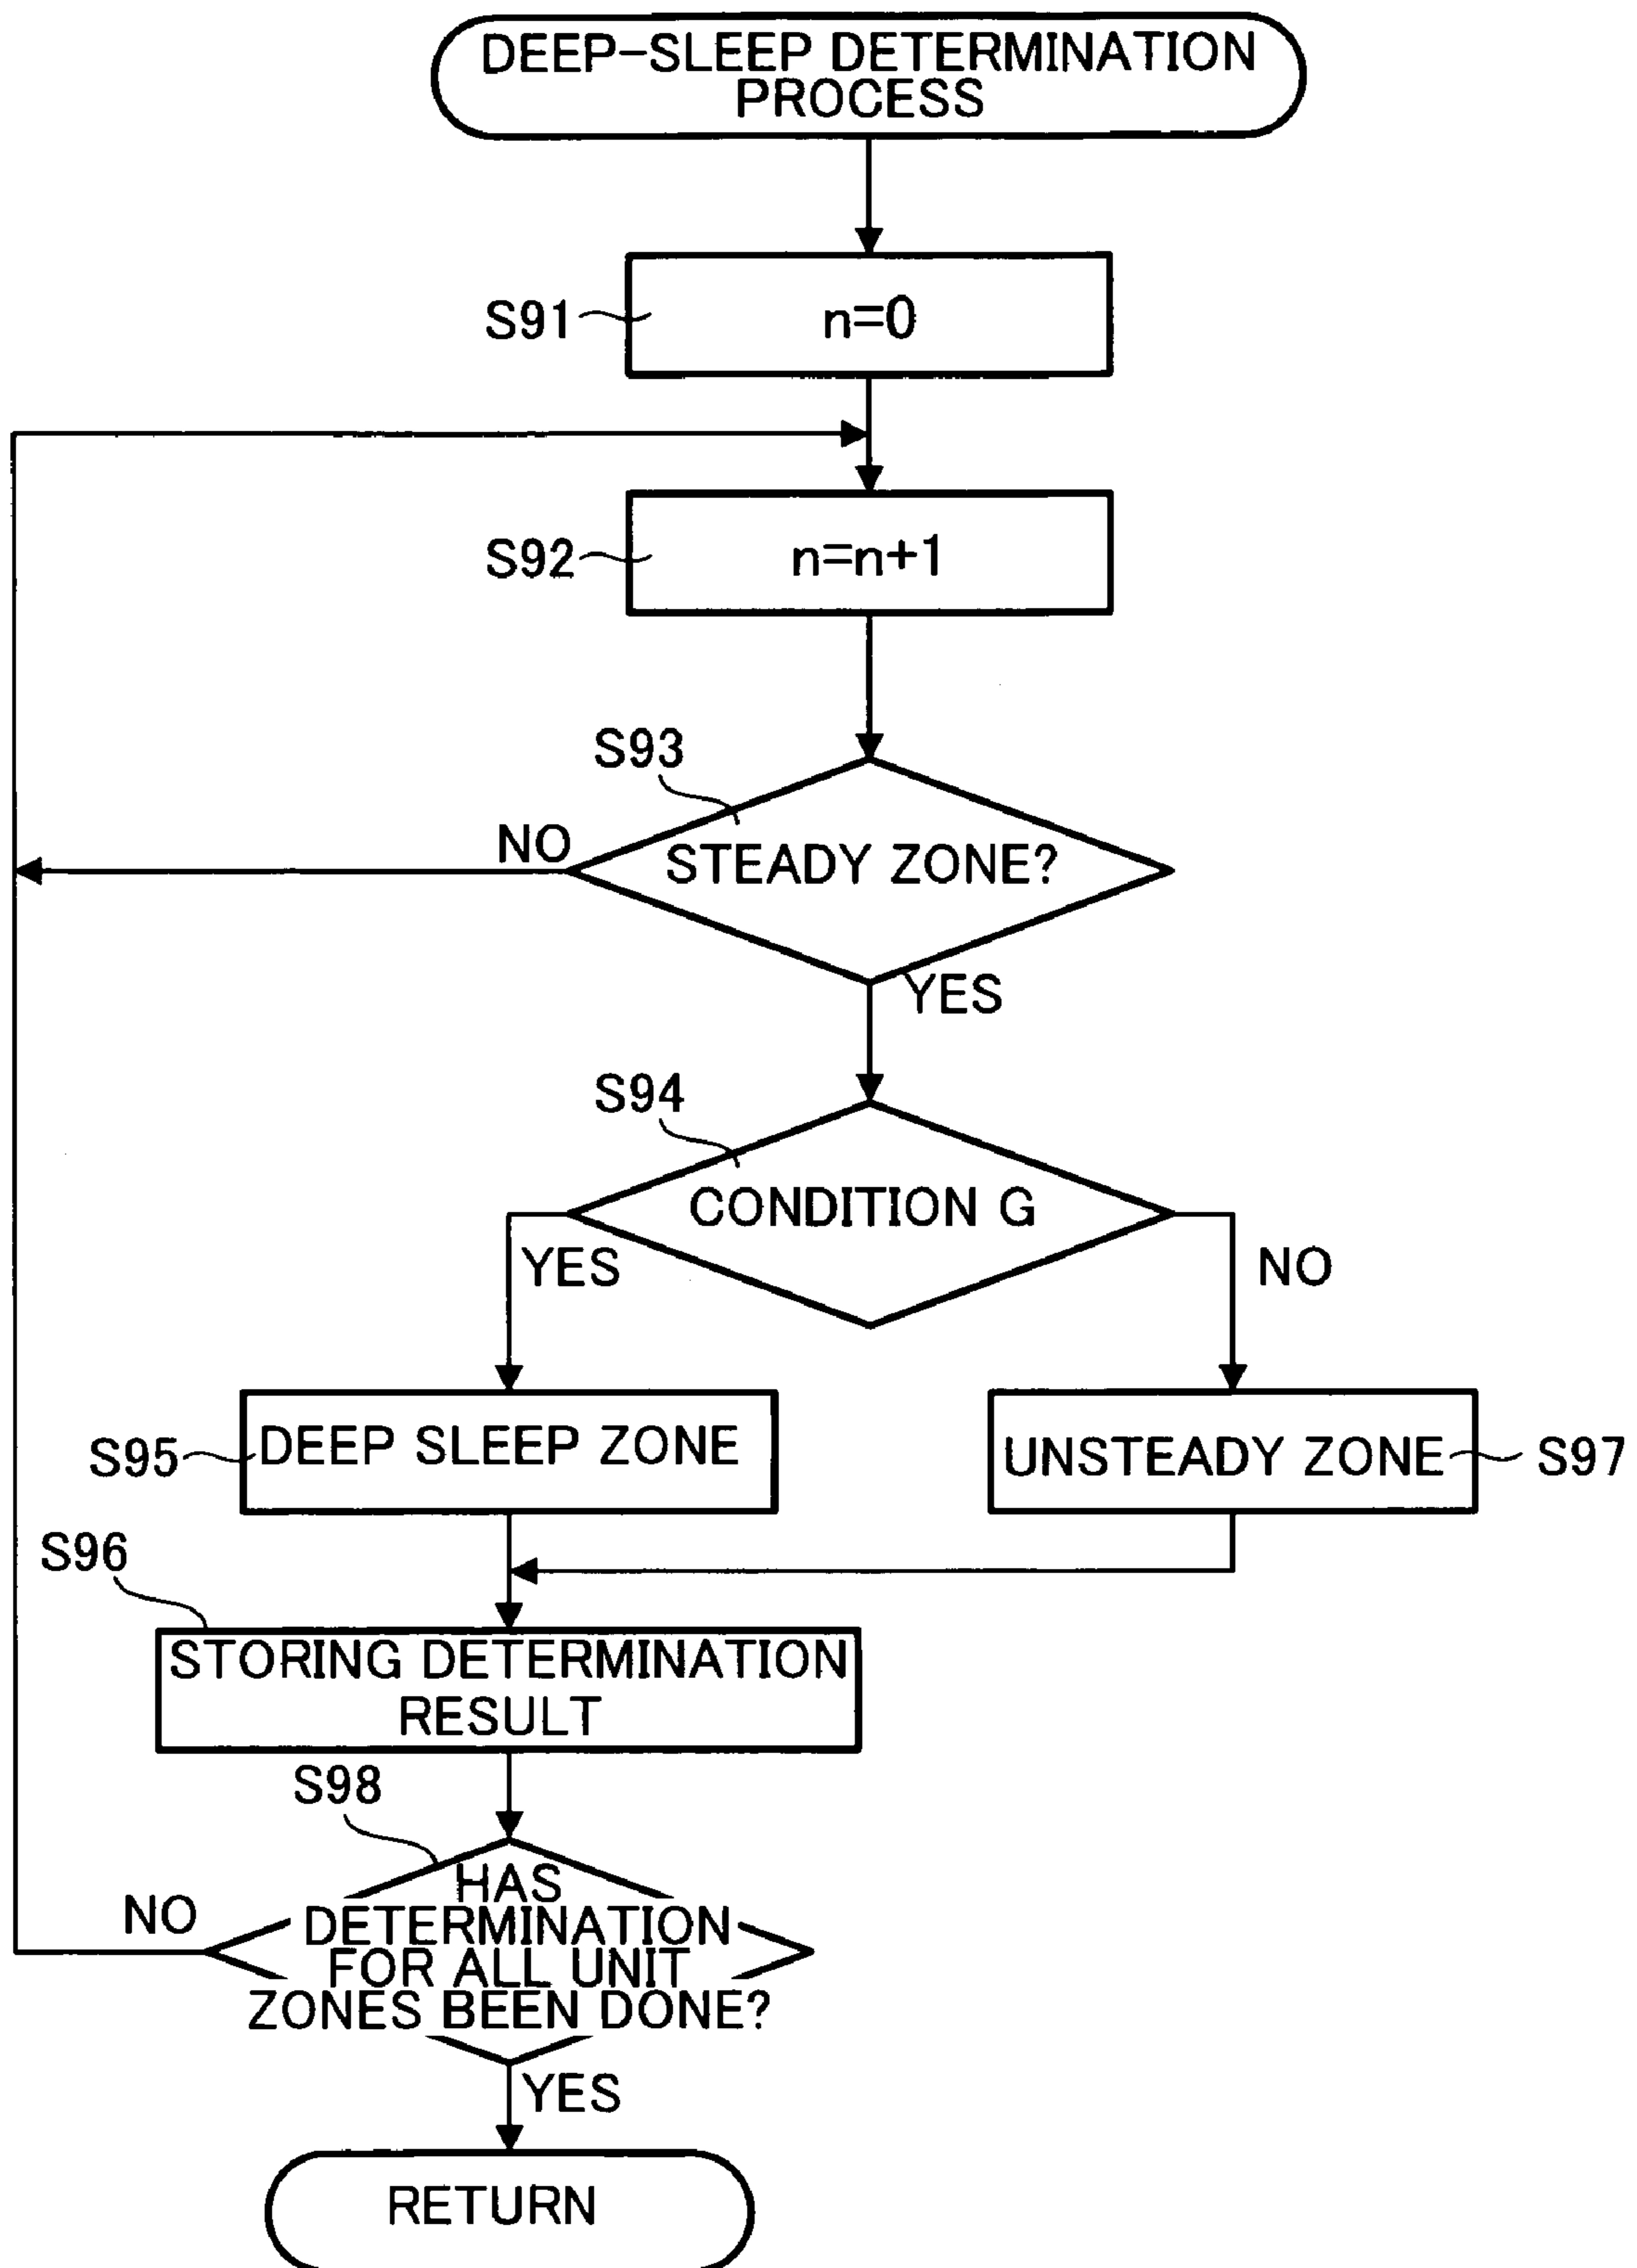 DEEP-SLEEP DETERMINATION
PROCESS
S91
n=0
S92
n=n+1
S93
NO
STEADY ZONE?
YES
S94
CONDITION G
YES
NO
S95
DEEP SLEEP ZONE
UNSTEADY ZONE
S97
S96
STORING DETERMINATION
RESULT
S98
HAS
NO
DETERMINATION
FOR ALL UNIT
ZONES BEEN DONE?
YES
RETURN